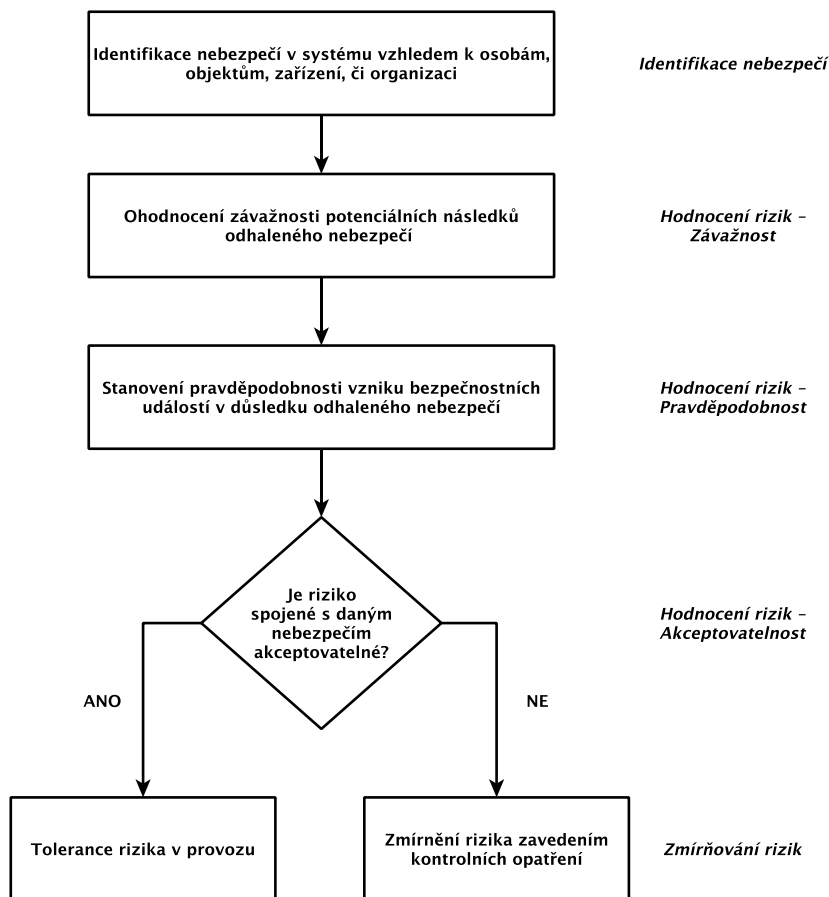 Identifikace nebezpečí v systému vzhledem k osobám,
objektům, zařízení, či organizaci
Identifikace nebezpečí
Ohodnocení závažnosti potenciálních následků
odhaleného nebezpečí
Hodnocení rizik –
Závažnost
Stanovení pravděpodobnosti vzniku bezpečnostních
událostí v důsledku odhaleného nebezpečí
Hodnocení rizik –
Pravděpodobnost
Je riziko
spojené s daným
nebezpečím
akceptovatelné?
Hodnocení rizik –
Akceptovatelnost
ANO
NE
Tolerance rizika v provozu
Zmírnění rizika zavedením
kontrolních opatření
Zmírňování rizik